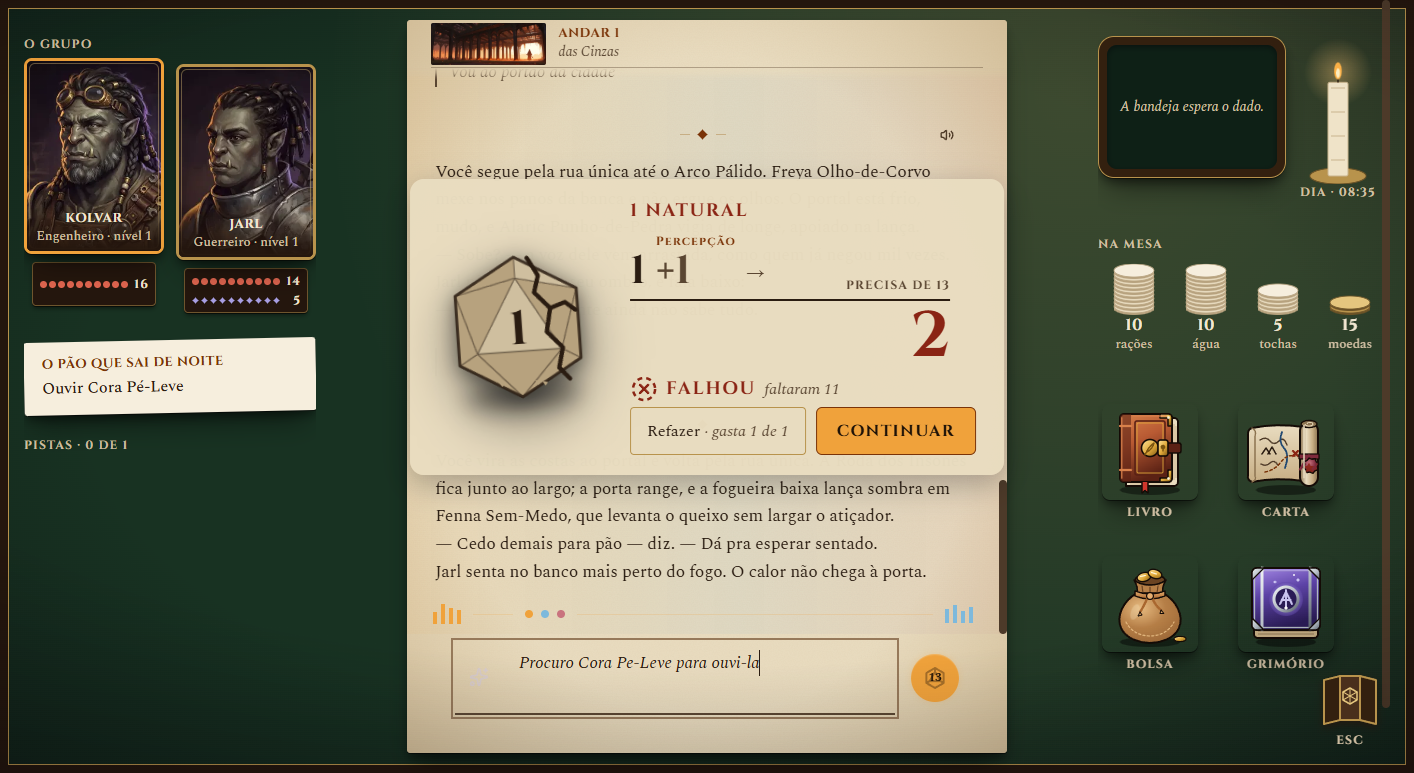 O GRUPO
KOLVAR
Engenheiro · nível 1
JARL
Guerreiro · nível 1
16
14
5
O PÃO QUE SAI DE NOITE
Ouvir Cora Pé-Leve
PISTAS · 0 DE 1
ANDAR I
das Cinzas
Vou ao portão da cidade
Você segue pela rua única até o Arco Pálido. Freya Olho-de-Corvo
1 NATURAL
PERCEPÇÃO
1 +1 →
PRECISA DE 13
1
2
FALHOU faltaram 11
Refazer · gasta 1 de 1
CONTINUAR
fica junto ao largo; a porta range, e a fogueira baixa lança sombra em
Fenna Sem-Medo, que levanta o queixo sem largar o atiçador.
— Cedo demais para pão — diz. — Dá pra esperar sentado.
Jarl senta no banco mais perto do fogo. O calor não chega à porta.
Procuro Cora Pe-Leve para ouvi-la
13
A bandeja espera o dado.
DIA · 08:35
NA MESA
10
rações
10
água
5
tochas
15
moedas
LIVRO
CARTA
BOLSA
GRIMÓRIO
ESC